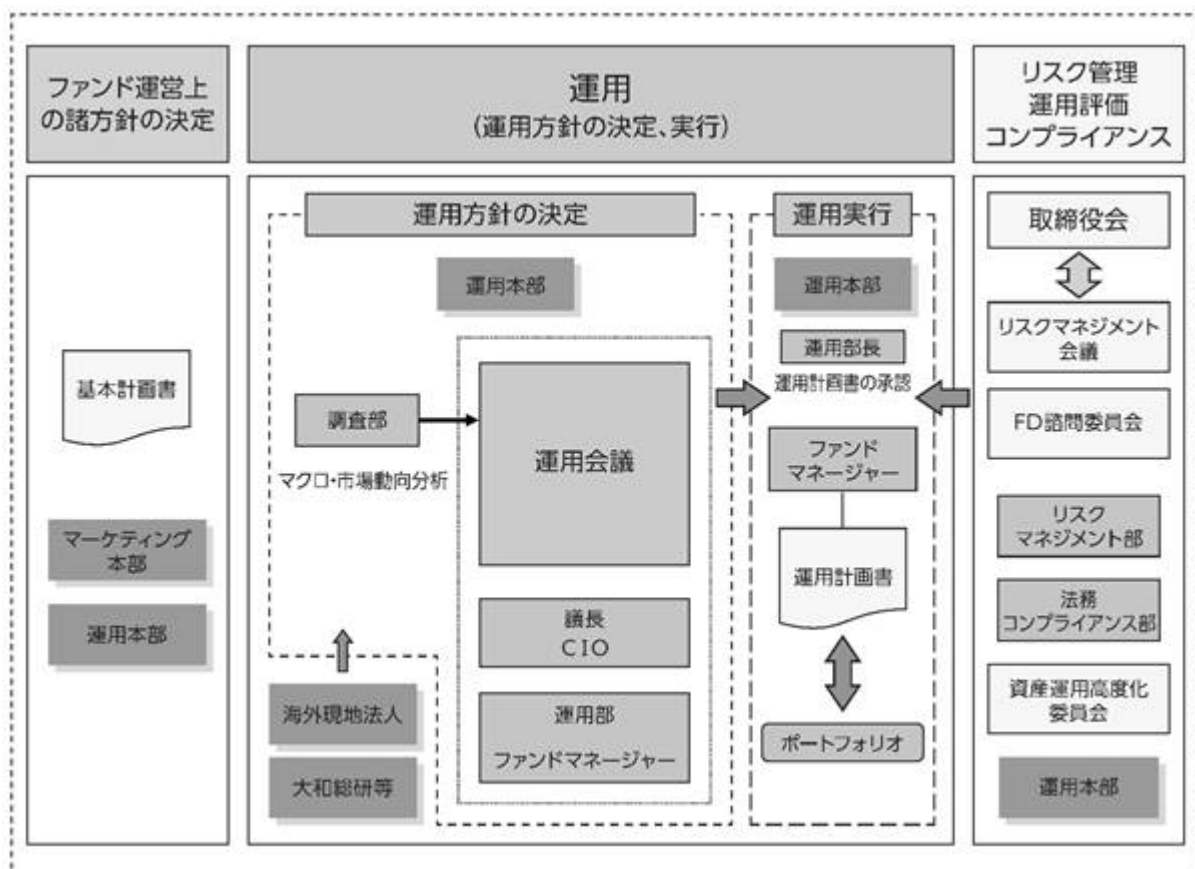 ファンド運営上
の諸方針の決定
基本計画書
マーケティング
本部
運用本部
運用
(運用方針の決定、実行)
運用方針の決定
運用本部
調査部
マクロ・市場動向分析
運用会議
議長
CIO
運用部
ファンドマネージャー
海外現地法人
大和総研等
運用実行
運用本部
運用部長
運用計画書の承認
ファンド
マネージャー
運用計画書
ポートフォリオ
リスク管理
運用評価
コンプライアンス
取締役会
リスクマネジメント
会議
FD諮問委員会
リスク
マネジメント部
法務
コンプライアンス部
資産運用高度化
委員会
運用本部